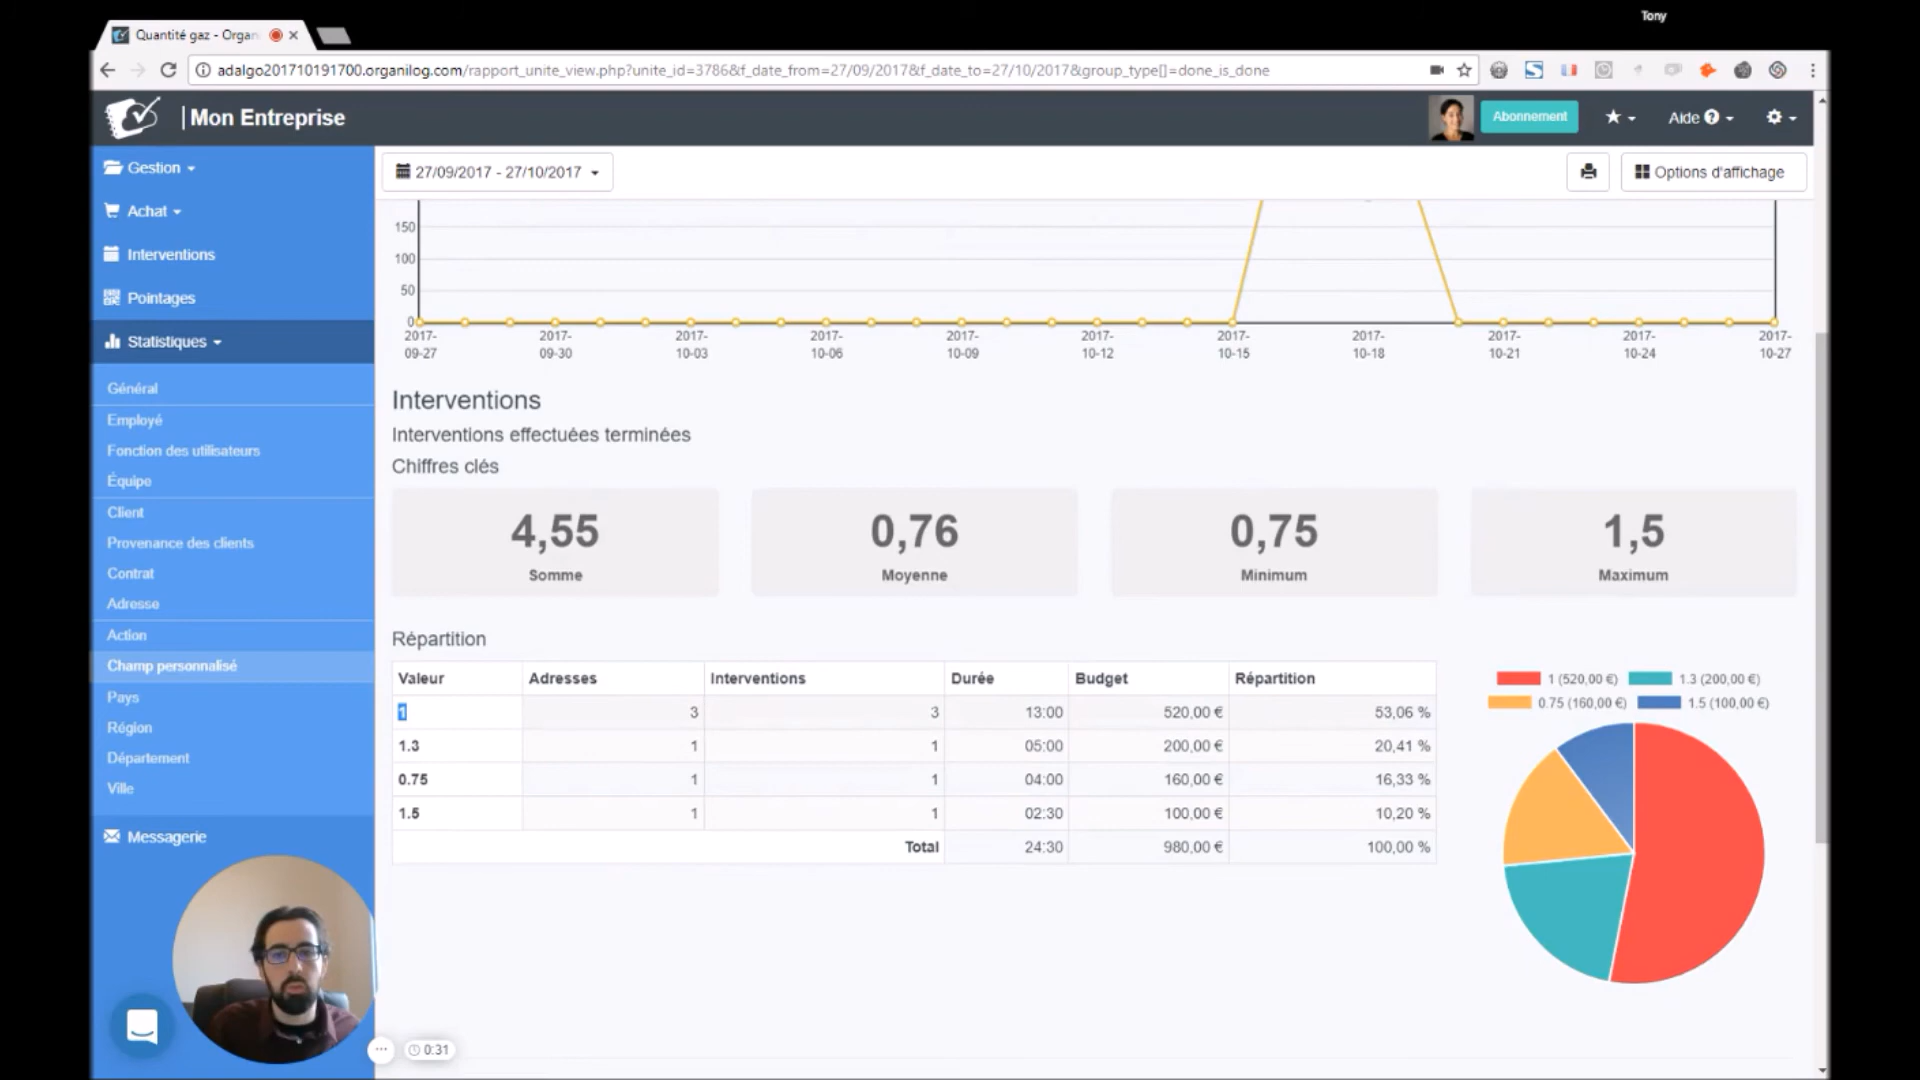 Tony
Quantité gaz - Organ
adalgo201710191700.organilog.com/rapport_unite_view.php?unite_id=3786&f_date_from=27/09/2017&f_date_to=27/10/2017&group_type[]=done_is_done
| Mon Entreprise
Abonnement
Aide
Gestion
Achat
Interventions
Pointages
Statistiques
Général
Employé
Fonction des utilisateurs
Équipe
Client
Provenance des clients
Contrat
Adresse
Action
Champ personnalisé
Pays
Région
Département
Ville
Messagerie
0:31
27/09/2017 - 27/10/2017
Options d'affichage
150
100
50
0
2017-09-27
2017-09-30
2017-10-03
2017-10-06
2017-10-09
2017-10-12
2017-10-15
2017-10-18
2017-10-21
2017-10-24
2017-10-27
Interventions
Interventions effectuées terminées
Chiffres clés
4,55
Somme
0,76
Moyenne
0,75
Minimum
1,5
Maximum
Répartition
Valeur Adresses Interventions Durée Budget Répartition
1 3 3 13:00 520,00 € 53,06 %
1.3 1 1 05:00 200,00 € 20,41 %
0.75 1 1 04:00 160,00 € 16,33 %
1.5 1 1 02:30 100,00 € 10,20 %
Total 24:30 980,00 € 100,00 %
1 (520,00 €) 1.3 (200,00 €)
0.75 (160,00 €) 1.5 (100,00 €)